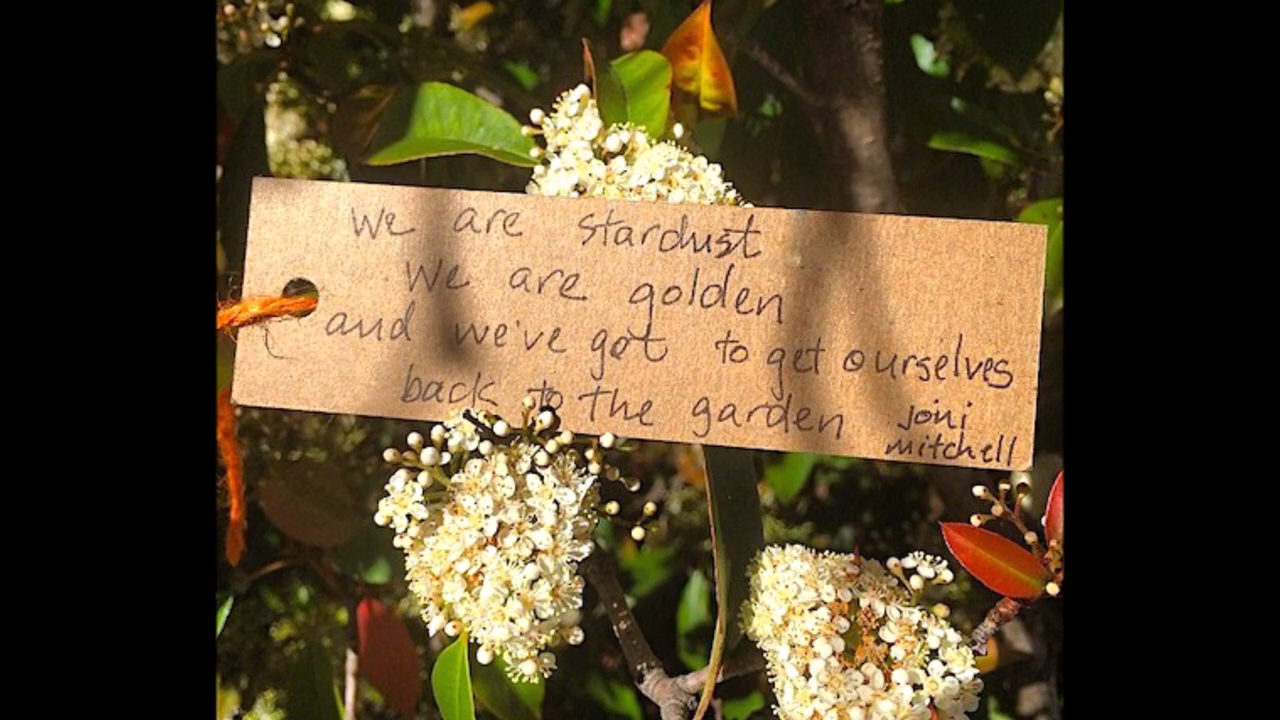 We are stardust
We are golden
and we've got to get ourselves
back to the garden joni
mitchell